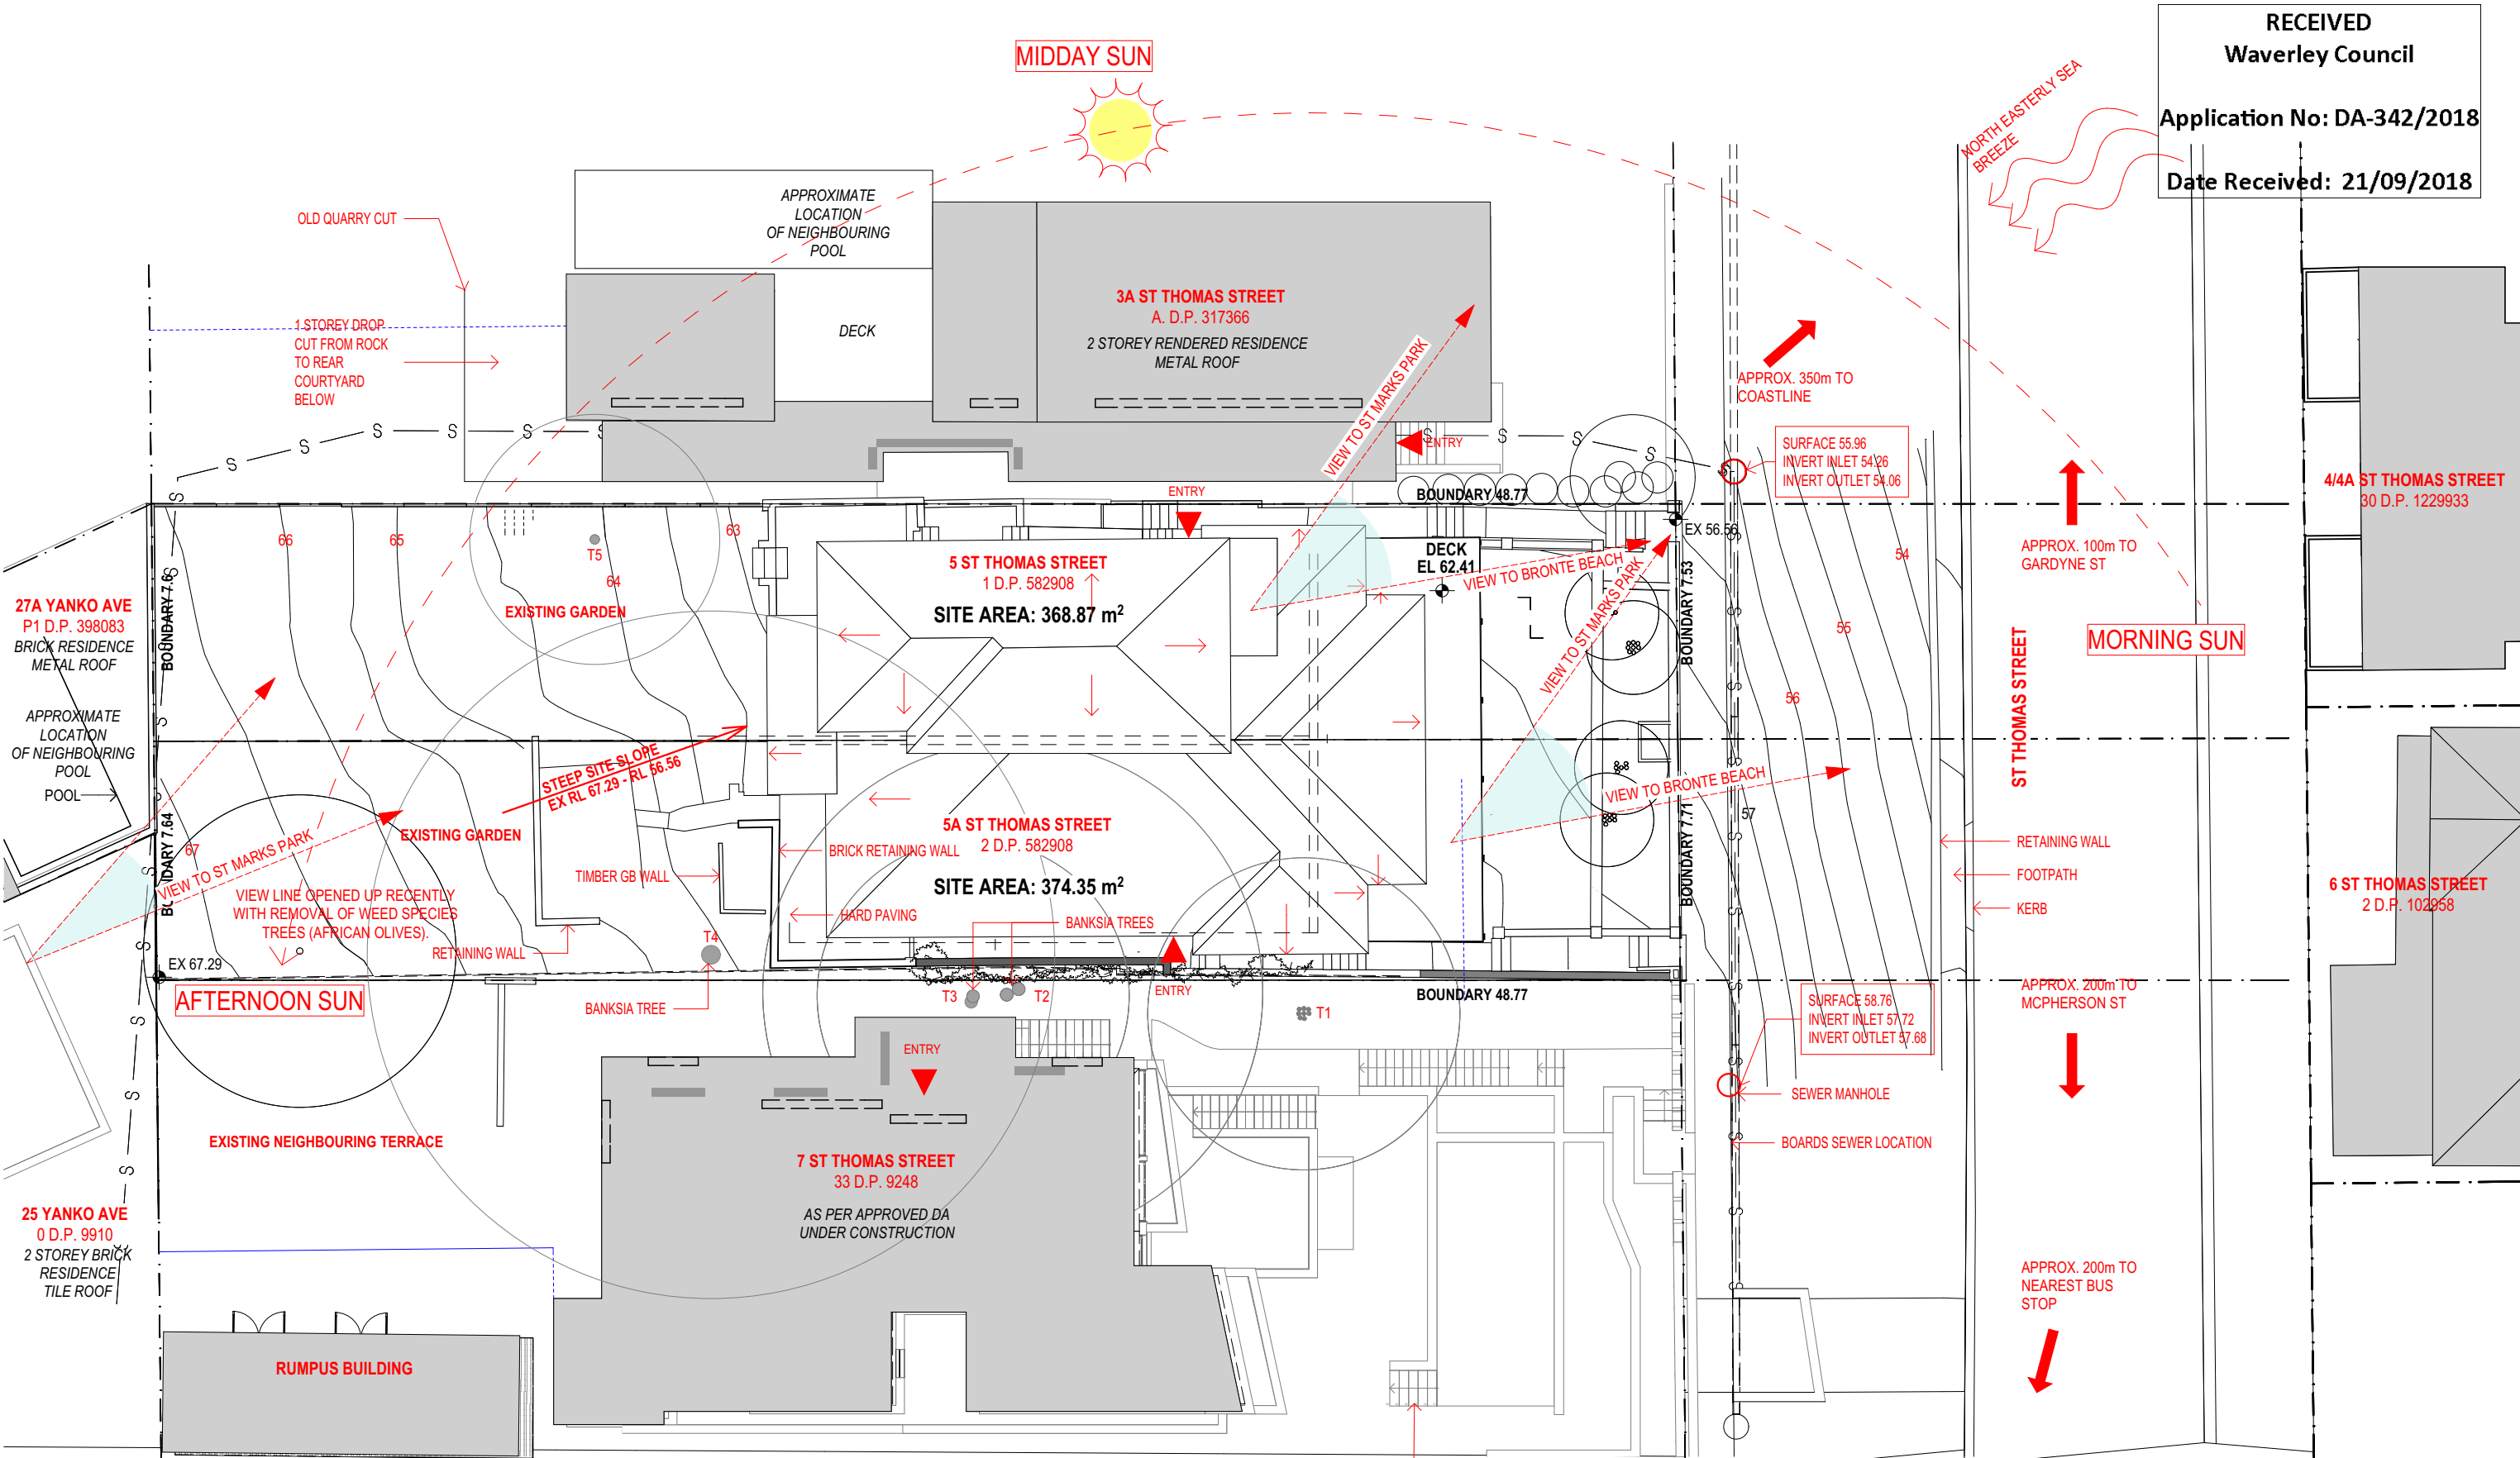 RECEIVED
Waverley Council
Application No: DA-342/2018
Date Received: 21/09/2018
MIDDAY SUN
NORTH EASTERLY SEA
BREEZE
OLD QUARRY CUT
APPROXIMATE
LOCATION
OF NEIGHBOURING
POOL
1 STOREY DROP
CUT FROM ROCK
TO REAR
COURTYARD
BELOW
DECK
3A ST THOMAS STREET
A. D.P. 317366
2 STOREY RENDERED RESIDENCE
METAL ROOF
VIEW TO ST MARKS PARK
ENTRY
APPROX. 350m TO
COASTLINE
SURFACE 55.96
INVERT INLET 54.26
INVERT OUTLET 54.06
4/4A ST THOMAS STREET
30 D.P. 1229933
ENTRY
BOUNDARY 48.77
EX 56.56
66
65
64
63
T5
54
55
56
57
APPROX. 100m TO
GARDYNE ST
27A YANKO AVE
P1 D.P. 398083
BRICK RESIDENCE
METAL ROOF
BOUNDARY 7.6
EXISTING GARDEN
5 ST THOMAS STREET
1 D.P. 582908
SITE AREA: 368.87 m²
DECK
EL 62.41
VIEW TO BRONTE BEACH
VIEW TO ST MARKS PARK
BOUNDARY 7.53
MORNING SUN
ST THOMAS STREET
APPROXIMATE
LOCATION
OF NEIGHBOURING
POOL
POOL
STEEP SITE SLOPE
EX RL 67.29 - RL 56.56
VIEW TO BRONTE BEACH
BOUNDARY 7.64
67
EXISTING GARDEN
VIEW TO ST MARKS PARK
5A ST THOMAS STREET
2 D.P. 582908
SITE AREA: 374.35 m²
BRICK RETAINING WALL
TIMBER GB WALL
HARD PAVING
BANKSIA TREES
BOUNDARY 7.71
RETAINING WALL
FOOTPATH
KERB
6 ST THOMAS STREET
2 D.P. 102958
VIEW LINE OPENED UP RECENTLY
WITH REMOVAL OF WEED SPECIES
TREES (AFRICAN OLIVES).
RETAINING WALL
T4
EX 67.29
AFTERNOON SUN
BANKSIA TREE
T3
T2
ENTRY
T1
BOUNDARY 48.77
SURFACE 58.76
INVERT INLET 57.72
INVERT OUTLET 57.68
APPROX. 200m TO
MCPHERSON ST
ENTRY
SEWER MANHOLE
BOARDS SEWER LOCATION
EXISTING NEIGHBOURING TERRACE
7 ST THOMAS STREET
33 D.P. 9248
AS PER APPROVED DA
UNDER CONSTRUCTION
25 YANKO AVE
0 D.P. 9910
2 STOREY BRICK
RESIDENCE
TILE ROOF
APPROX. 200m TO
NEAREST BUS
STOP
RUMPUS BUILDING